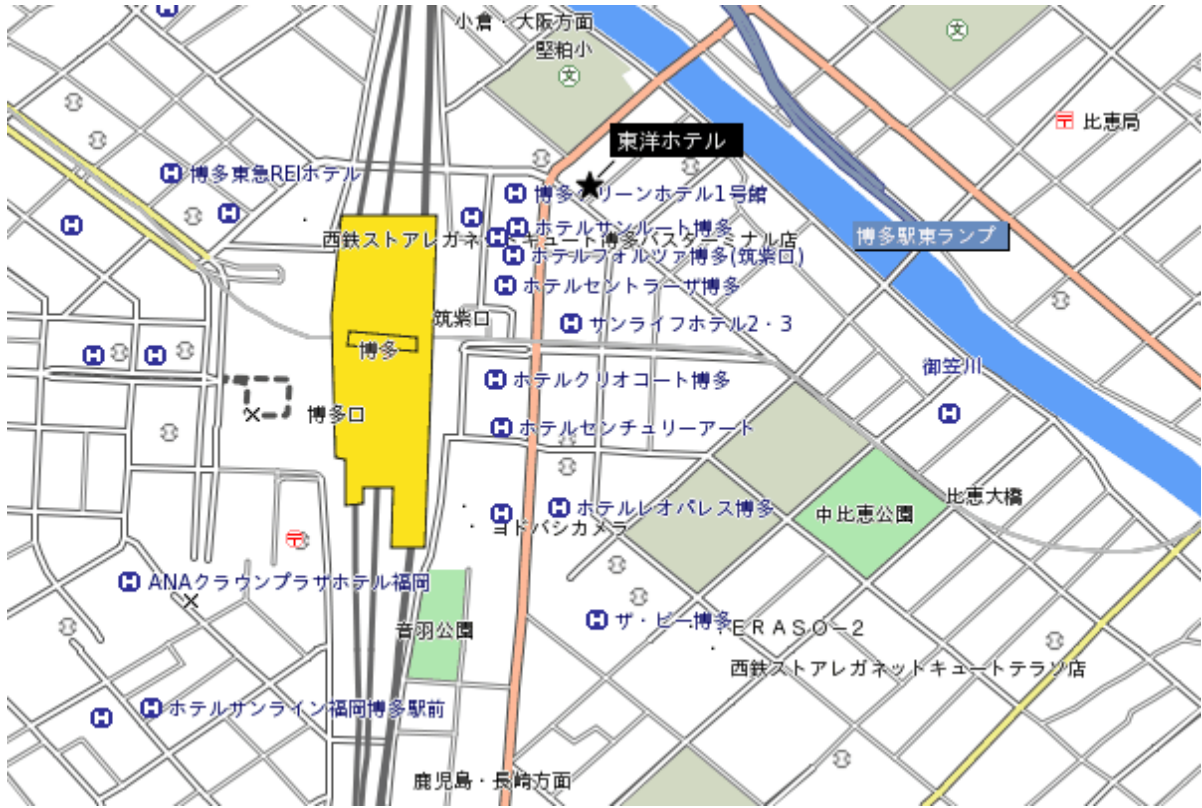 小倉・大阪方面
堅粕小
文
文
〒 比恵局
東洋ホテル
博多東急REIホテル
博多グリーンホテル1号館
ホテルサンルート博多
西鉄ストアレガネットキュート博多バスターミナル店
博多駅東ランプ
ホテルフォルツァ博多(筑紫口)
ホテルセントラーザ博多
筑紫口
サンライフホテル2・3
博多
御笠川
ホテルクリオコート博多
博多口
ホテルセンチュリーアート
比恵大橋
ホテルレオパレス博多
中比恵公園
ヨドバシカメラ
〒
ANAクラウンプラザホテル福岡
音羽公園
ザ・ビー博多
ERASO-2
西鉄ストアレガネットキュートテラソ店
ホテルサンライン福岡博多駅前
鹿児島・長崎方面